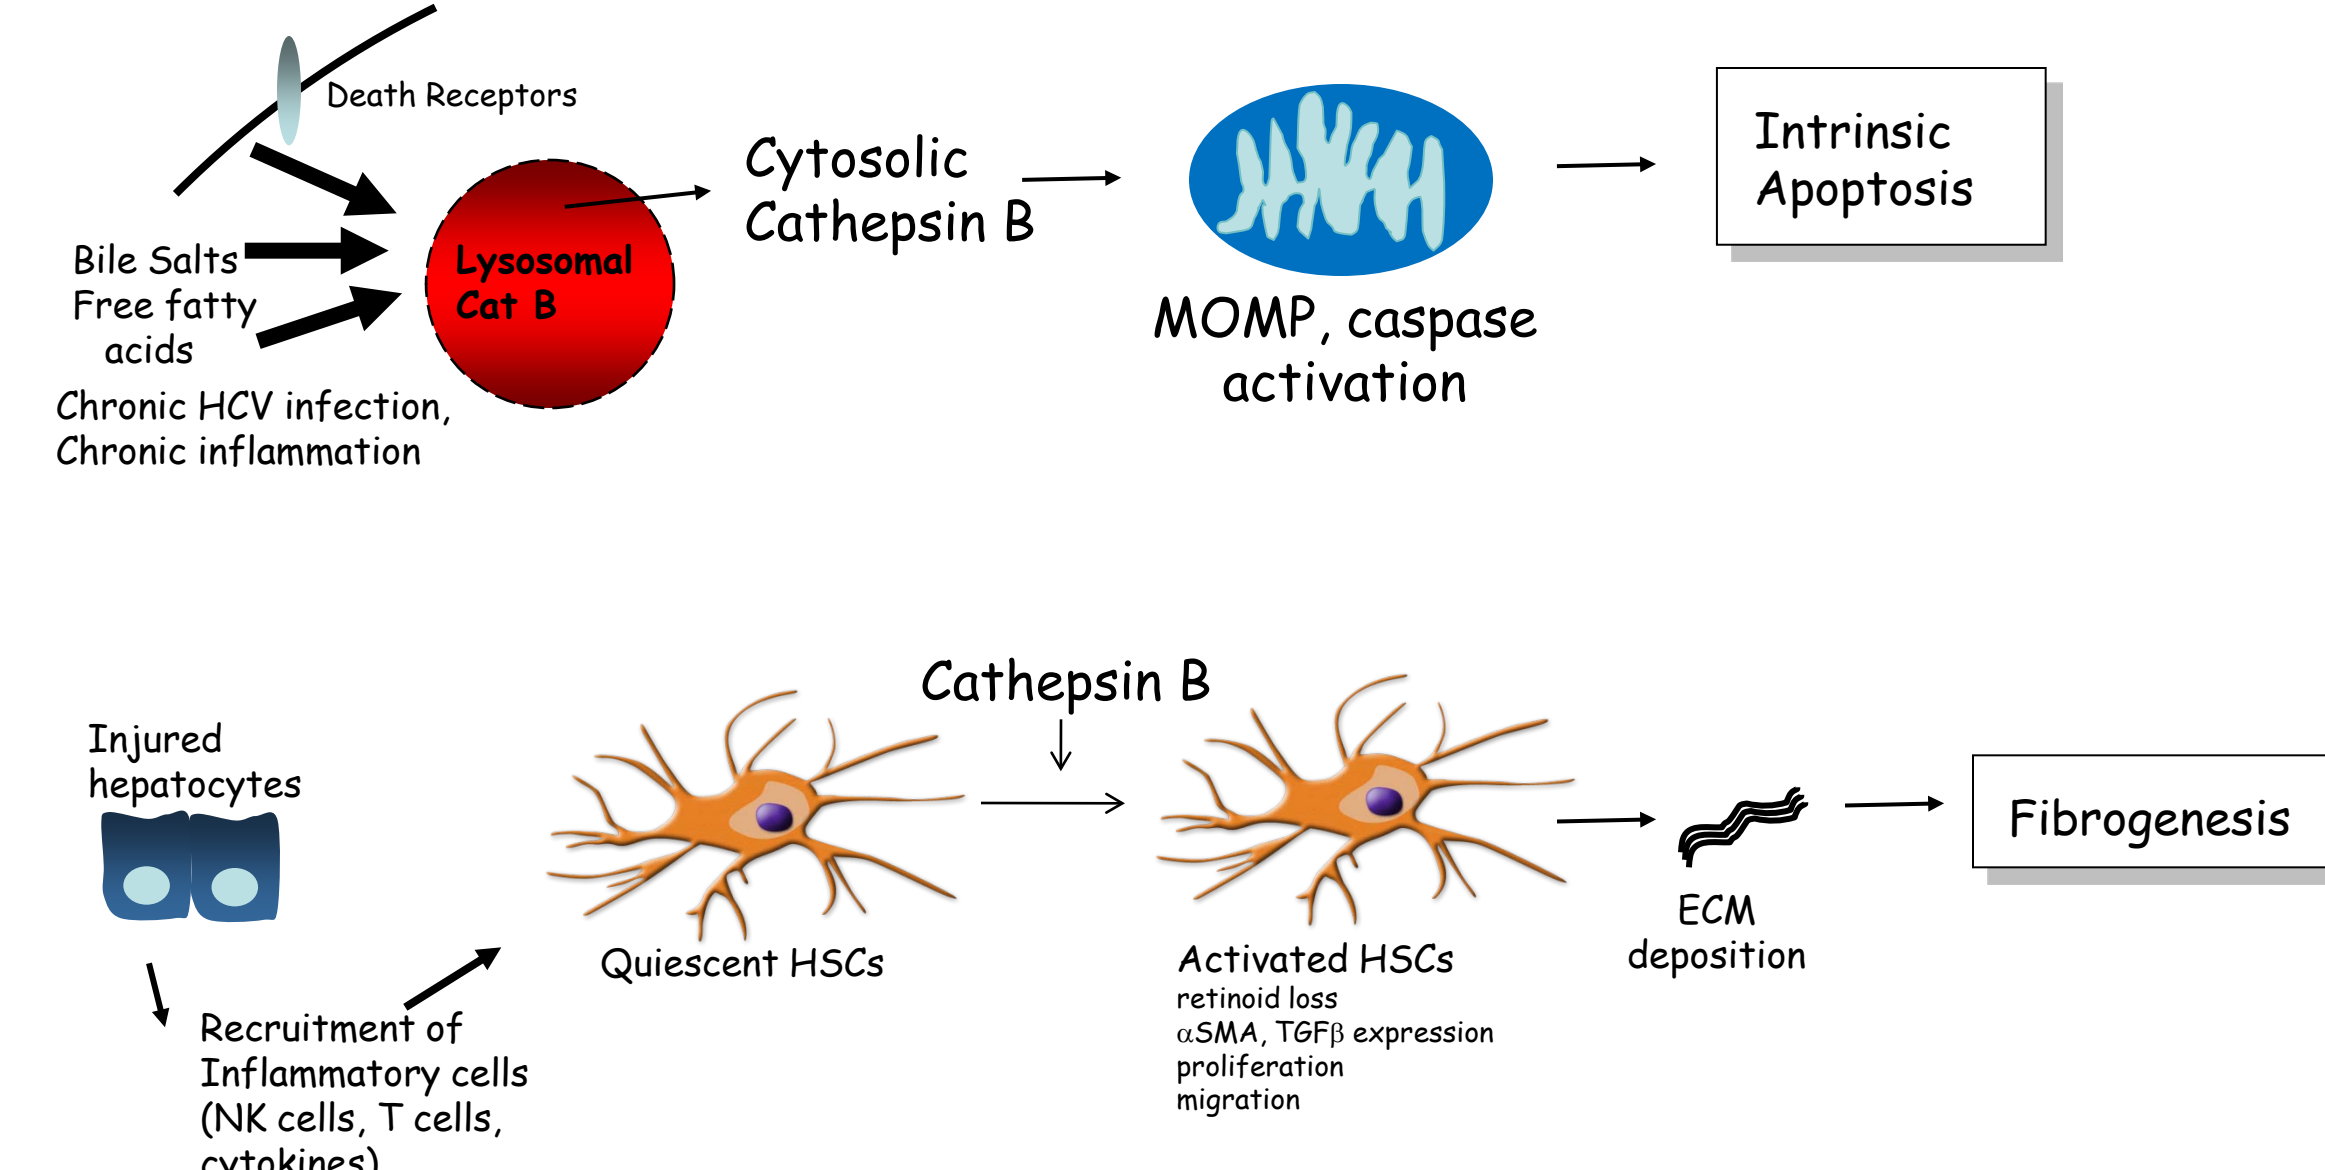 Death Receptors
Bile Salts
Free fatty
acids
Chronic HCV infection,
Chronic inflammation
Lysosomal
Cat B
Cytosolic
Cathepsin B
MOMP, caspase
activation
Intrinsic
Apoptosis
Injured
hepatocytes
Recruitment of
Inflammatory cells
(NK cells, T cells,
cytokines)
Quiescent HSCs
Cathepsin B
Activated HSCs
retinoid loss
αSMA, TGFβ expression
proliferation
migration
ECM
deposition
Fibrogenesis